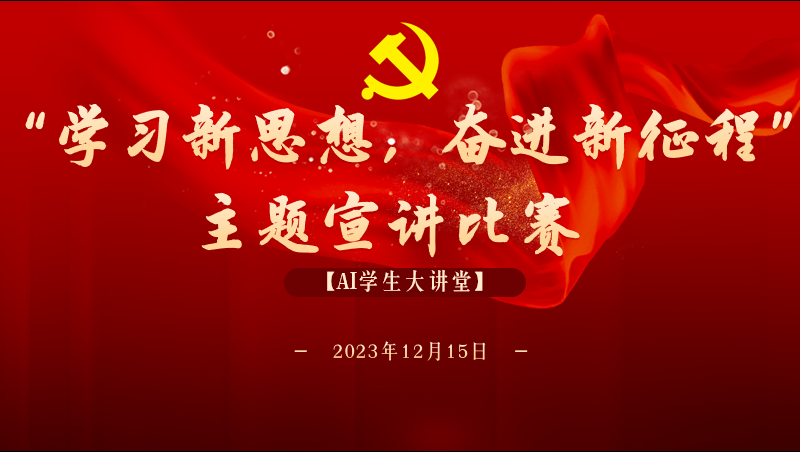 “学习新思想，奋进新征程”
主题宣讲比赛
【AI学生大讲堂】
— 2023年12月15日 —